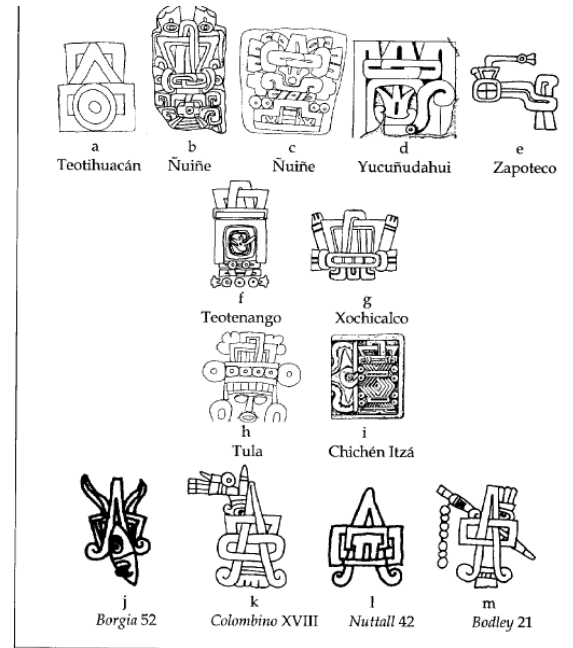 a b c d e
Teotihuacán Ñuiñe Ñuiñe Yucuñudahui Zapoteco
f g
Teotenango Xochicalco
h i
Tula Chichén Itzá
j k l m
Borgia 52 Colombino XVIII Nuttall 42 Bodley 21